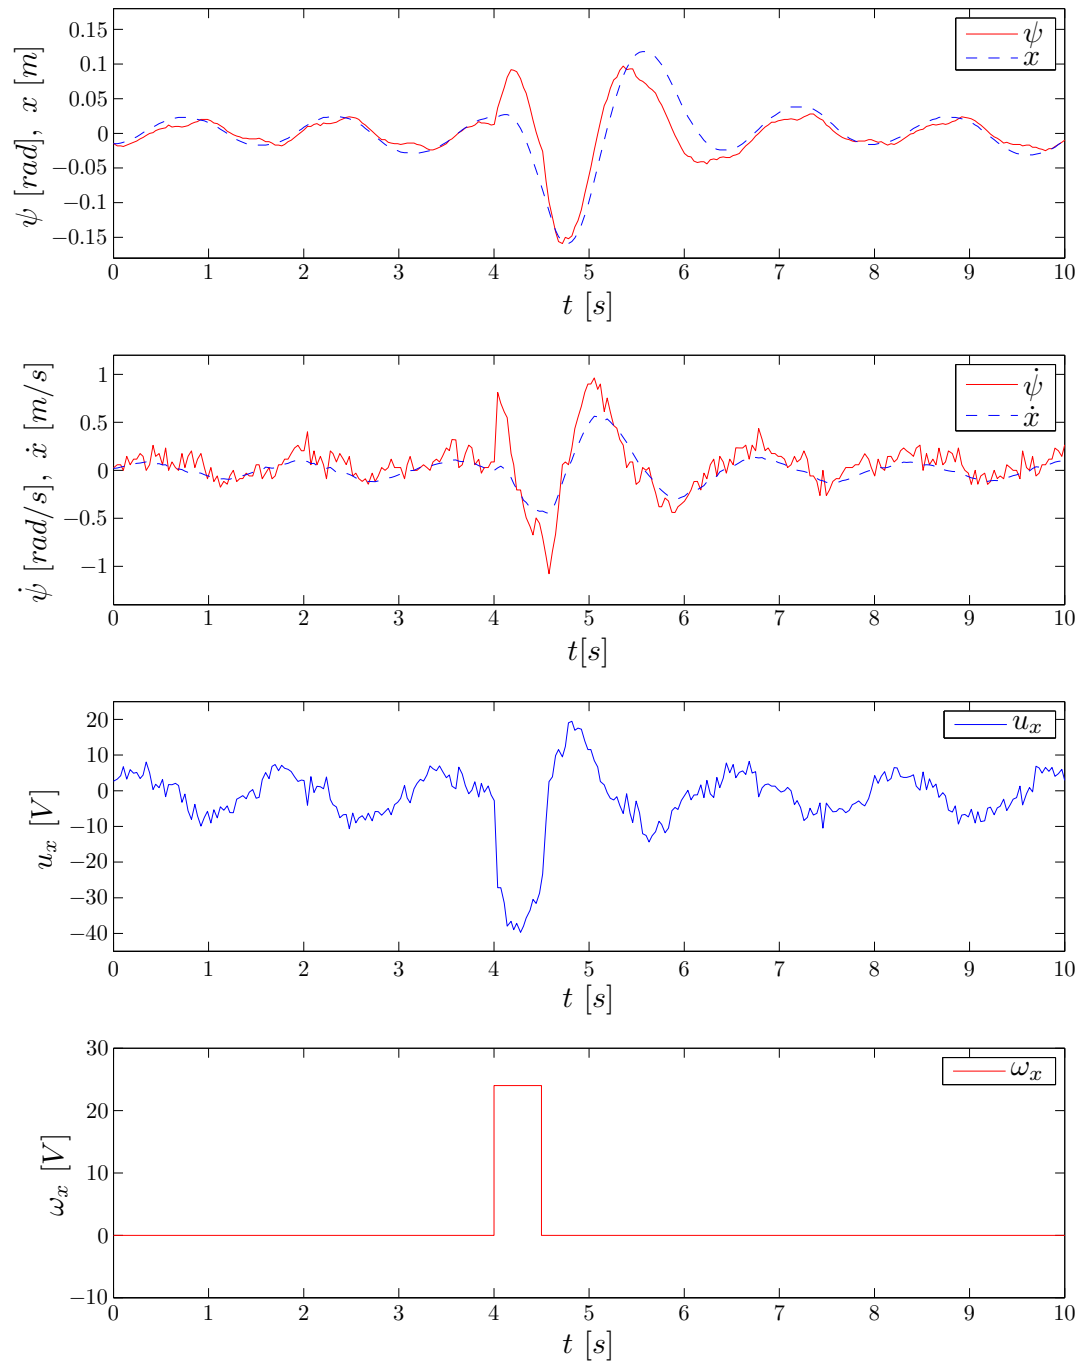 0.15
0.1
0.05
0
−0.05
−0.1
−0.15
ψ [rad], x [m]
ψ
x
0 1 2 3 4 5 6 7 8 9 10
t [s]
1
0.5
0
−0.5
−1
ψ̇ [rad/s], ẋ [m/s]
ψ̇
ẋ
0 1 2 3 4 5 6 7 8 9 10
t[s]
20
10
0
−10
−20
−30
−40
u_x [V]
u_x
0 1 2 3 4 5 6 7 8 9 10
t [s]
30
20
10
0
−10
ω_x [V]
ω_x
0 1 2 3 4 5 6 7 8 9 10
t [s]